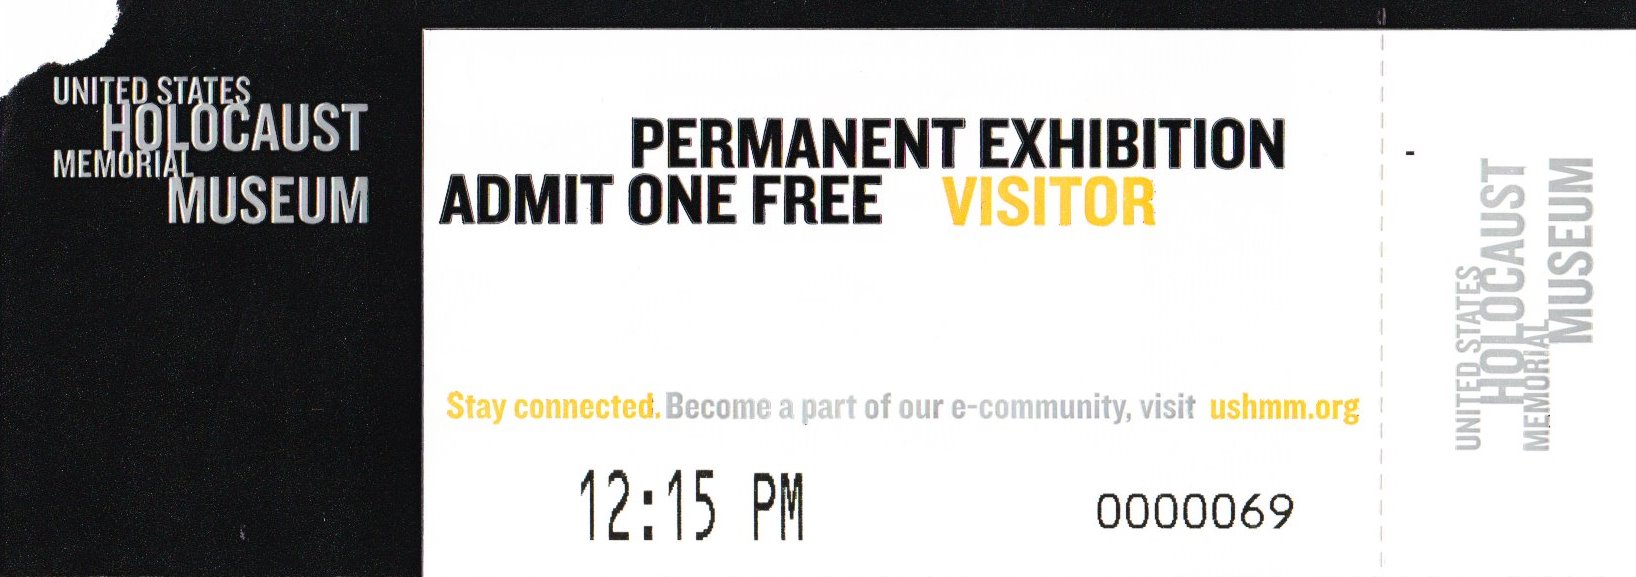 UNITED STATES
HOLOCAUST
MEMORIAL
MUSEUM
PERMANENT EXHIBITION
ADMIT ONE FREE VISITOR
Stay connected. Become a part of our e-community, visit ushmm.org
12:15 PM
0000069
-
UNITED STATES
HOLOCAUST
MEMORIAL
MUSEUM